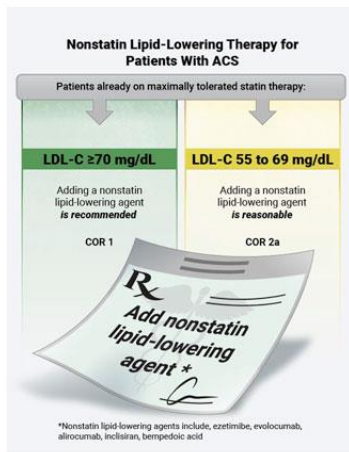 Nonstatin Lipid-Lowering Therapy for
Patients With ACS
Patients already on maximally tolerated statin therapy:
LDL-C ≥70 mg/dL
Adding a nonstatin
lipid-lowering agent
is recommended
COR 1
LDL-C 55 to 69 mg/dL
Adding a nonstatin
lipid-lowering agent
is reasonable
COR 2a
Rx
Add nonstatin
lipid-lowering
agent *
*Nonstatin lipid-lowering agents include, ezetimibe, evolocumab,
alirocumab, inclisiran, bempedoic acid